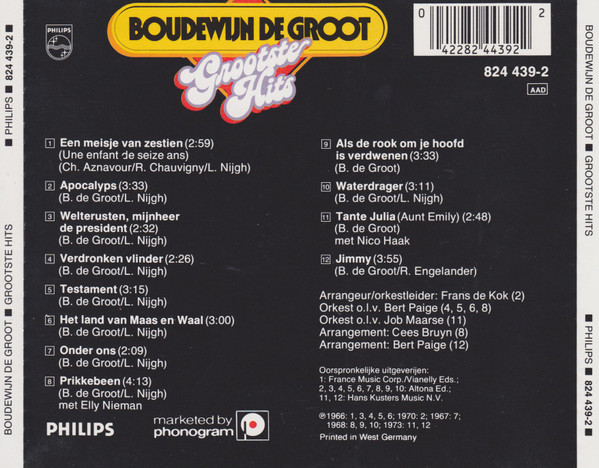 PHILIPS
BOUDEWIJN DE GROOT
Grootste
Hits
0
2
42282 44392
824 439-2
AAD
1 Een meisje van zestien (2:59)
(Une enfant de seize ans)
(Ch. Aznavour/R. Chauvigny/L. Nijgh)
2 Apocalyps (3:33)
(B. de Groot/L. Nijgh)
3 Welterusten, mijnheer
de president (2:32)
(B. de Groot/L. Nijgh)
4 Verdronken vlinder (2:26)
(B. de Groot/L. Nijgh)
5 Testament (3:15)
(B. de Groot/L. Nijgh)
6 Het land van Maas en Waal (3:00)
(B. de Groot/L. Nijgh)
7 Onder ons (2:09)
(B. de Groot/L. Nijgh)
8 Prikkebeen (4:13)
(B. de Groot/L. Nijgh)
met Elly Nieman
9 Als de rook om je hoofd
is verdwenen (3:33)
(B. de Groot)
10 Waterdrager (3:11)
(B. de Groot/L. Nijgh)
11 Tante Julia (Aunt Emily) (2:48)
(B. de Groot)
met Nico Haak
12 Jimmy (3:55)
(B. de Groot/R. Engelander)
Arrangeur/orkestleider: Frans de Kok (2)
Orkest o.l.v. Bert Paige (4, 5, 6, 8)
Orkest o.l.v. Job Maarse (11)
Arrangement: Cees Bruyn (8)
Arrangement: Bert Paige (12)
Oorspronkelijke uitgeverijen:
1: France Music Corp./Vianelly Eds.;
2, 3, 4, 5, 6, 7, 8, 9, 10: Altona Ed.;
11, 12: Hans Kusters Music N.V.
℗1966: 1, 3, 4, 5, 6; 1970: 2; 1967: 7;
1968: 8, 9, 10; 1973: 11, 12
Printed in West Germany
PHILIPS
marketed by
phonogram
BOUDEWIJN DE GROOT ■ GROOTSTE HITS ■ PHILIPS ■ 824 439-2 ■
BOUDEWIJN DE GROOT ■ GROOTSTE HITS ■ PHILIPS ■ 824 439-2 ■